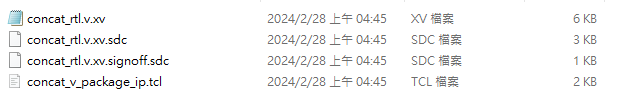 concat_rtl.v.xv 2024/2/28 上午 04:45 XV 檔案 6 KB
concat_rtl.v.xv.sdc 2024/2/28 上午 04:45 SDC 檔案 3 KB
concat_rtl.v.xv.signoff.sdc 2024/2/28 上午 04:45 SDC 檔案 1 KB
concat_v_package_ip.tcl 2024/2/28 上午 04:45 TCL 檔案 2 KB